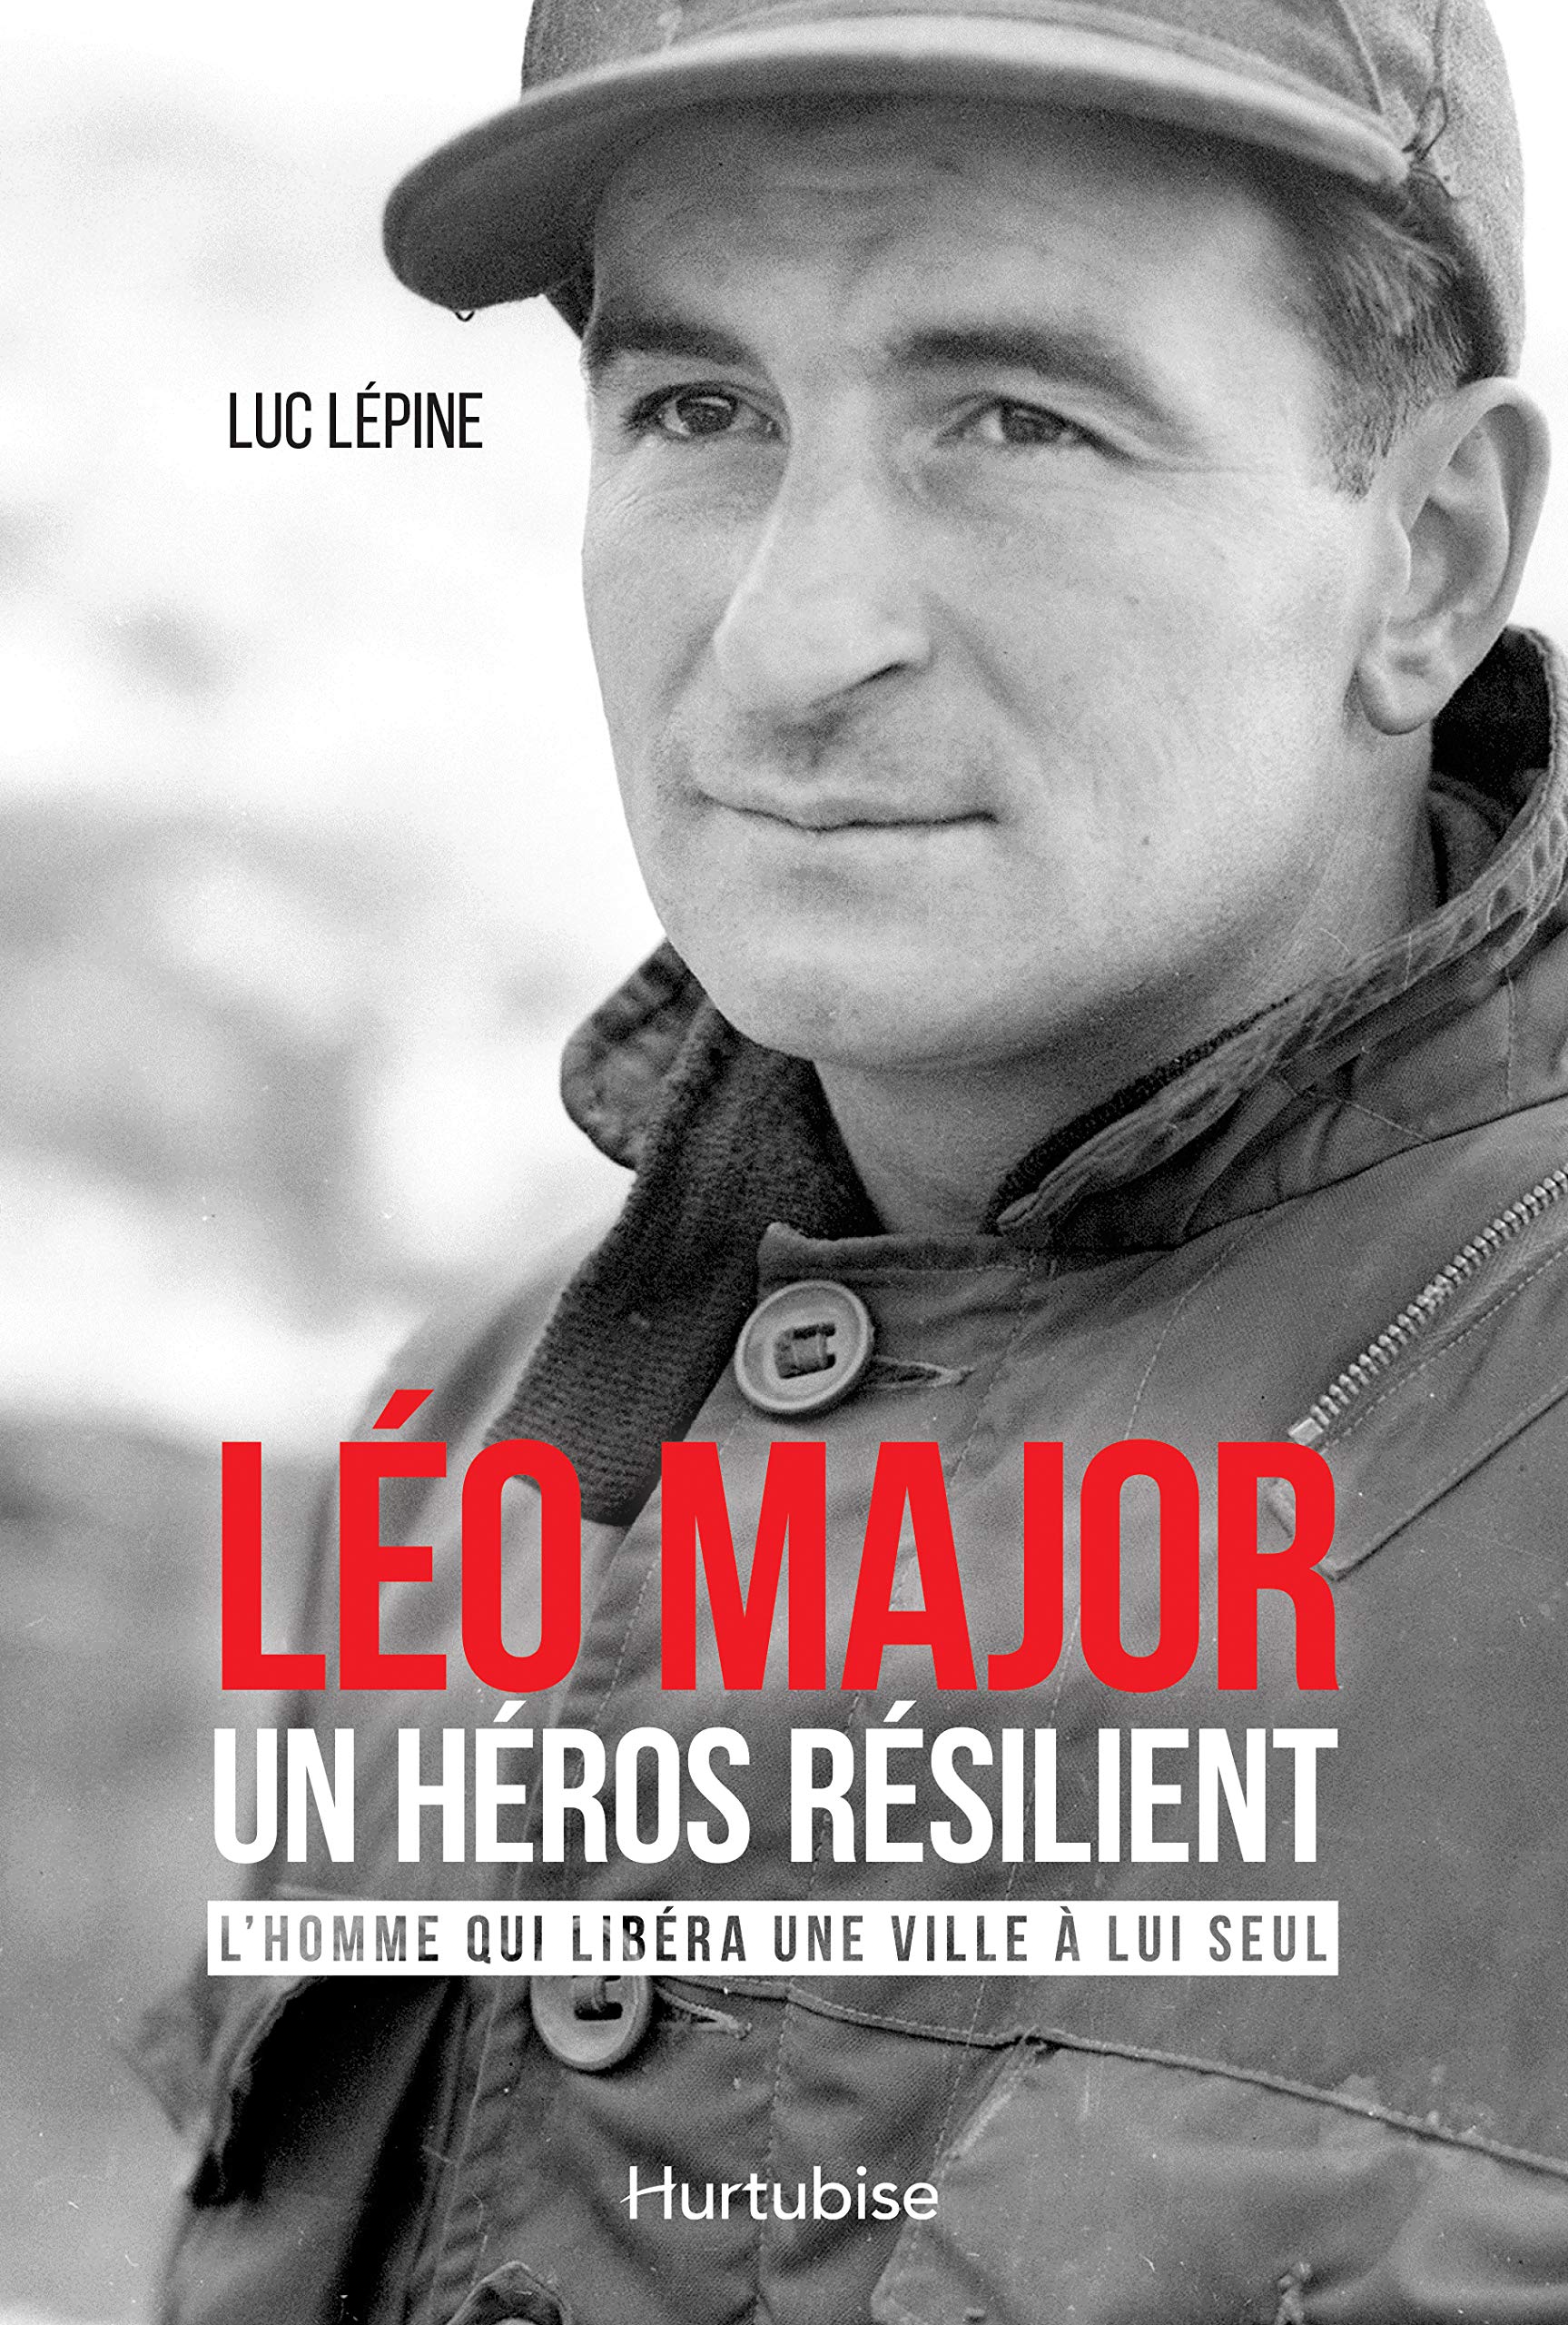 LUC LÉPINE
LÉO MAJOR
UN HÉROS RÉSILIENT
L'HOMME QUI LIBÉRA UNE VILLE À LUI SEUL
Hurtubise